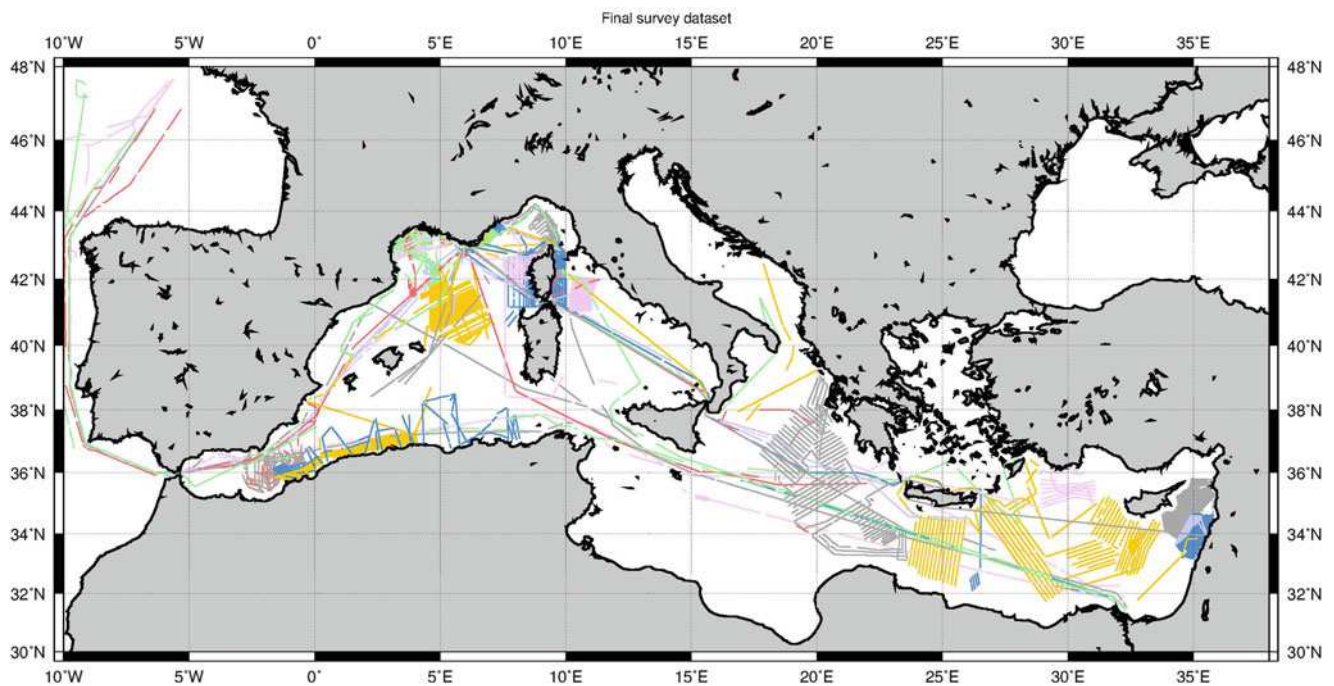 Final survey dataset
10˚W 5˚W 0˚ 5˚E 10˚E 15˚E 20˚E 25˚E 30˚E 35˚E
48˚N 48˚N
46˚N 46˚N
44˚N 44˚N
42˚N 42˚N
40˚N 40˚N
38˚N 38˚N
36˚N 36˚N
34˚N 34˚N
32˚N 32˚N
30˚N 30˚N
10˚W 5˚W 0˚ 5˚E 10˚E 15˚E 20˚E 25˚E 30˚E 35˚E